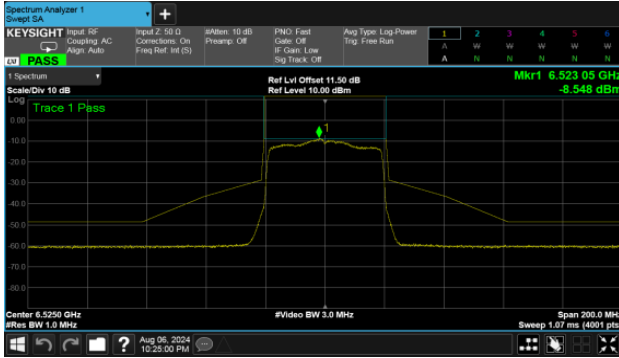 Spectrum Analyzer 1
Swept SA
+
KEYSIGHT
Input: RF
Coupling: AC
Align: Auto
Input Z: 50 Ω
Corrections: On
Freq Ref: Int (S)
#Atten: 10 dB
Preamp: Off
PNO: Fast
Gate: Off
IF Gain: Low
Sig Track: Off
Avg Type: Log-Power
Trig: Free Run
1 2 3 4 5 6
A W W W W W
A N N N N N
LXI PASS
1 Spectrum
Scale/Div 10 dB
Ref Lvl Offset 11.50 dB
Ref Level 10.00 dBm
Mkr1 6.523 05 GHz
-8.548 dBm
Log
Trace 1 Pass
1
0.00
-10.0
-20.0
-30.0
-40.0
-50.0
-60.0
-70.0
-80.0
Center 6.5250 GHz
#Res BW 1.0 MHz
#Video BW 3.0 MHz
Span 200.0 MHz
Sweep 1.07 ms (4001 pts)
?
Aug 06, 2024
10:25:00 PM